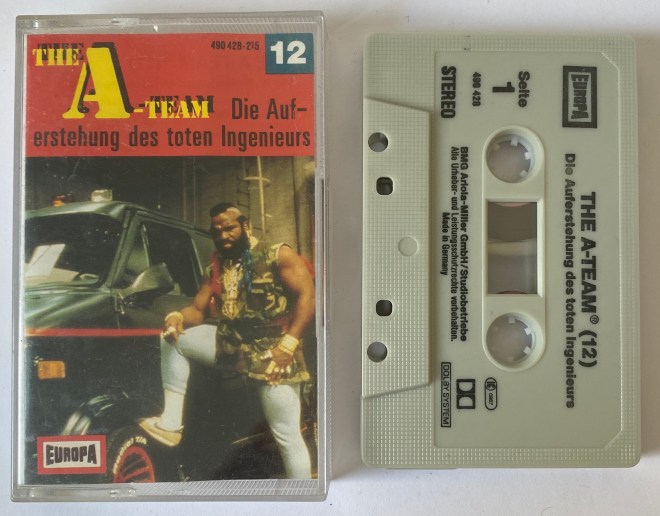 THE
A-TEAM
490 428-215
12
Die Auf-
erstehung des toten Ingenieurs
EUROPA
EUROPA
Seite
1
490 428
STEREO
THE A-TEAM® (12)
Die Auferstehung des toten Ingenieurs
BMG Ariola-Miller GmbH/Studiobetriebe
Alle Urheber- und Leistungsschutzrechte vorbehalten.
Made in Germany
DOLBY SYSTEM